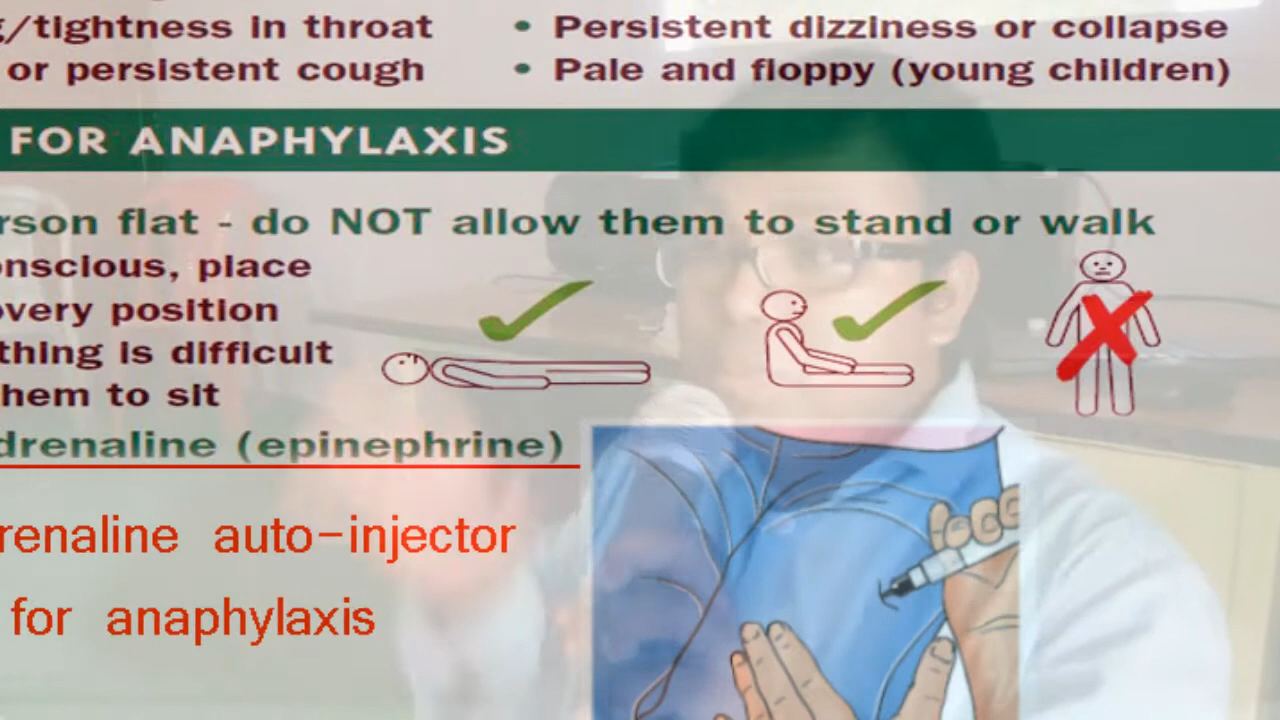 g/tightness in throat
or persistent cough
• Persistent dizziness or collapse
• Pale and floppy (young children)
FOR ANAPHYLAXIS
rson flat - do NOT allow them to stand or walk
onscious, place
overy position
thing is difficult
hem to sit
drenaline (epinephrine)
renaline auto-injector
for anaphylaxis